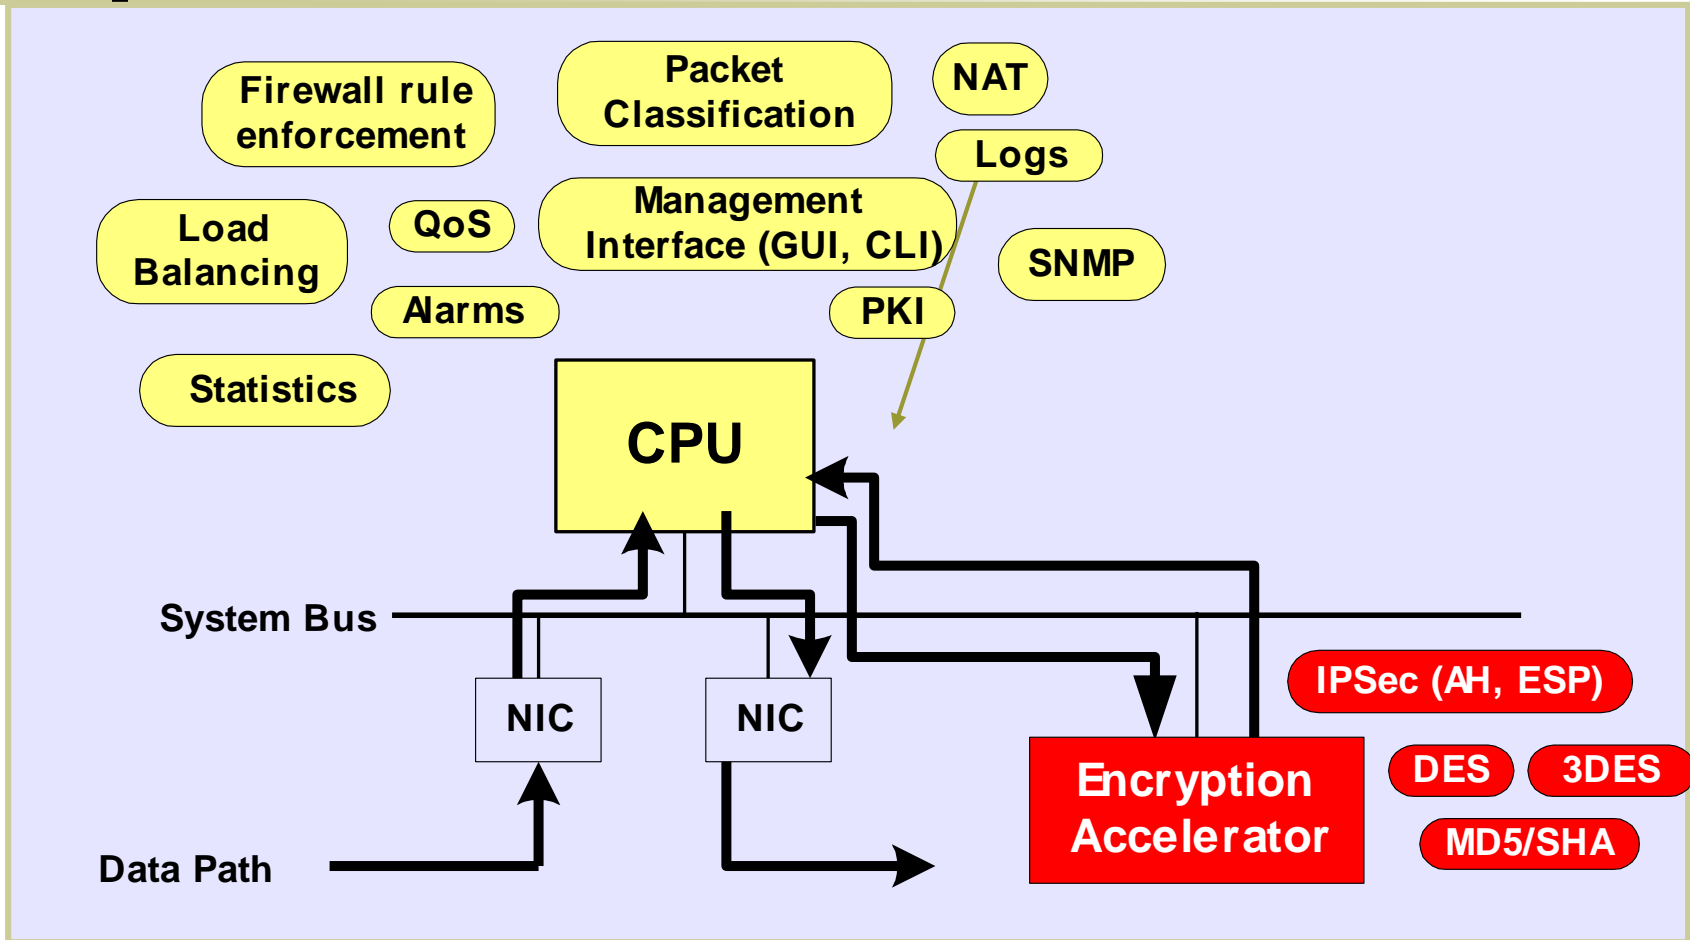 Firewall rule
enforcement
Packet
Classification
NAT
Logs
Load
Balancing
QoS
Management
Interface (GUI, CLI)
SNMP
Alarms
PKI
Statistics
CPU
System Bus
NIC
NIC
IPSec (AH, ESP)
Encryption
Accelerator
DES
3DES
MD5/SHA
Data Path